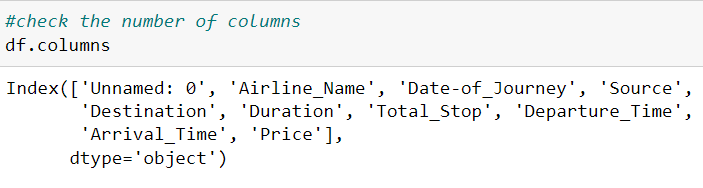 #check the number of columns
df.columns
Index(['Unnamed: 0', 'Airline_Name', 'Date-of_Journey', 'Source',
'Destination', 'Duration', 'Total_Stop', 'Departure_Time',
'Arrival_Time', 'Price'],
dtype='object')